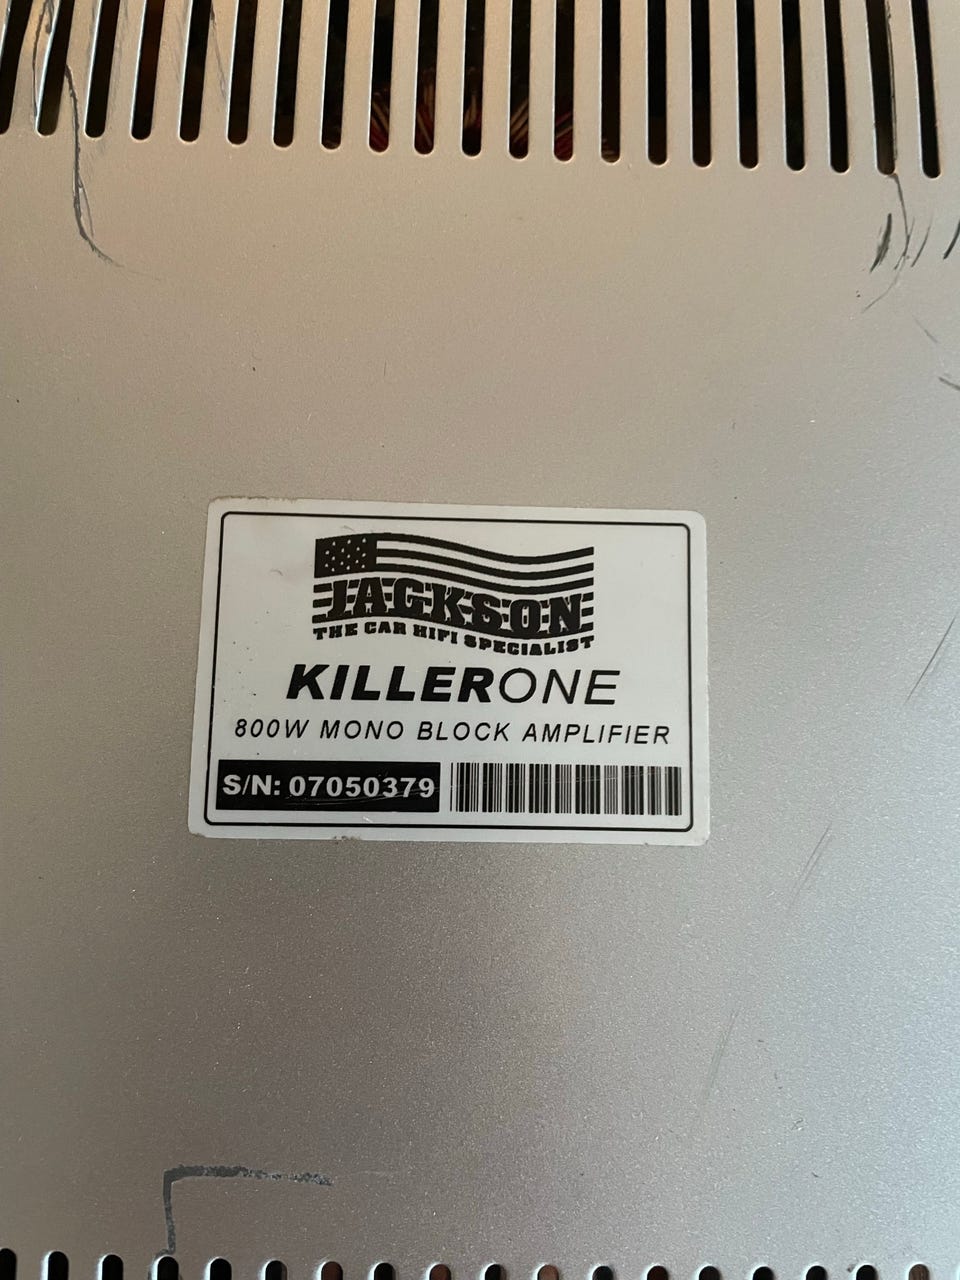 JACKSON
THE CAR HIFI SPECIALIST
KILLERONE
800W MONO BLOCK AMPLIFIER
S/N: 07050379